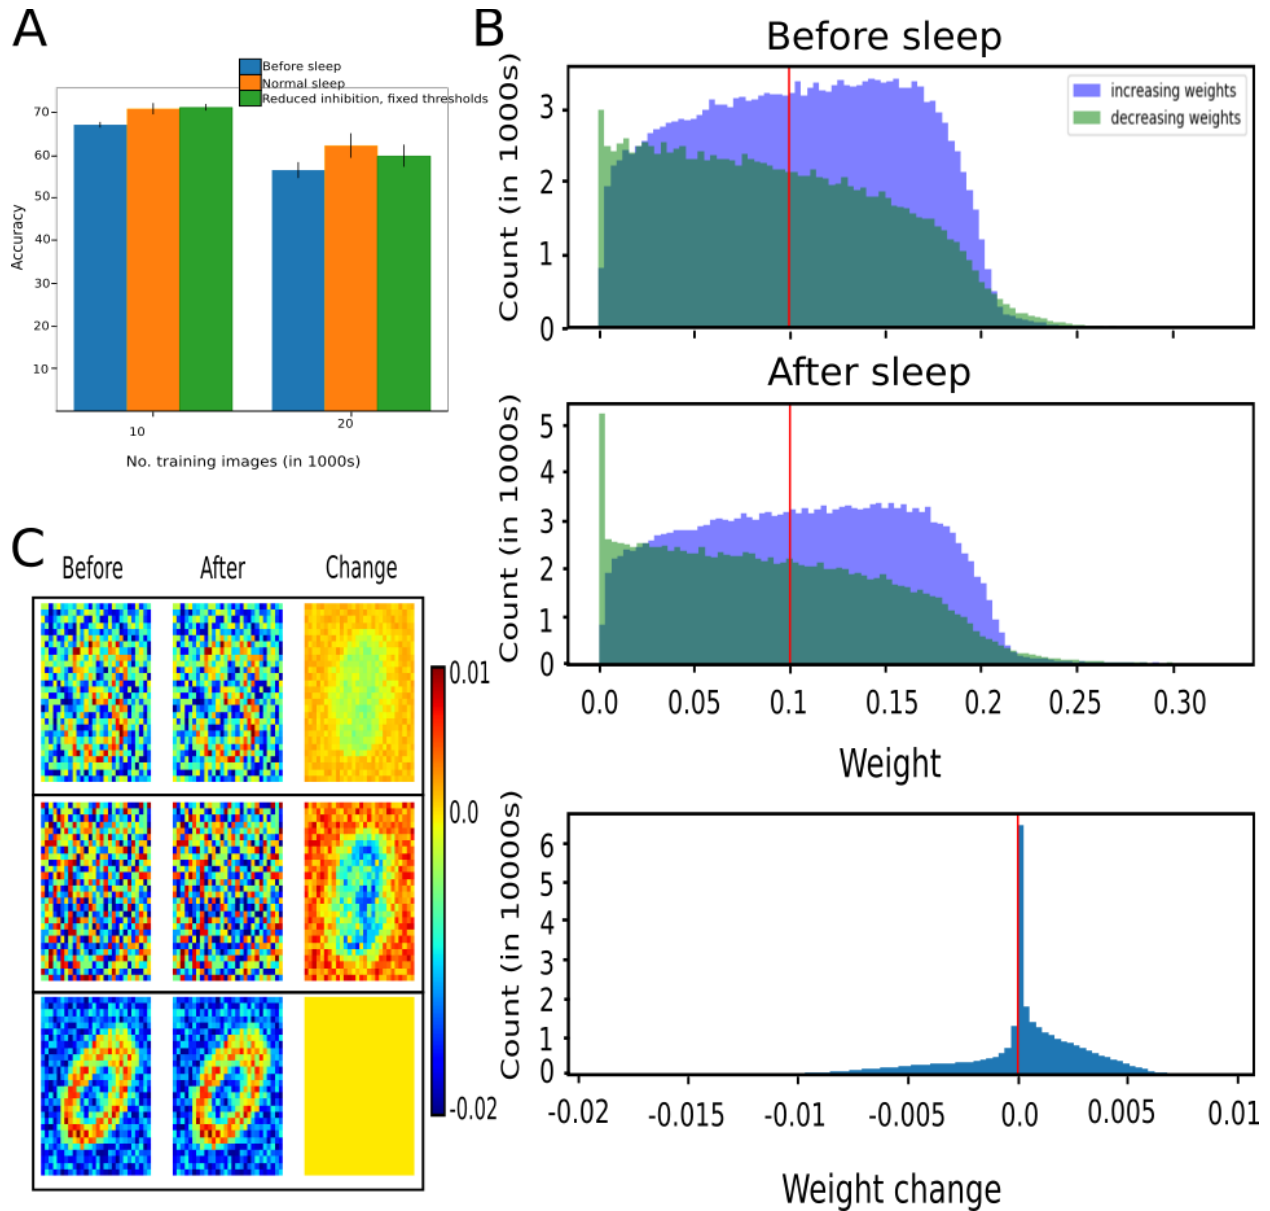 A
Before sleep
Normal sleep
Reduced inhibition, fixed thresholds
70
60
50
40
30
20
10
Accuracy
10
20
No. training images (in 1000s)
B
Before sleep
increasing weights
decreasing weights
Count (in 1000s)
3
2
1
0
After sleep
Count (in 1000s)
5
4
3
2
1
0
0.0 0.05 0.1 0.15 0.2 0.25 0.30
Weight
Count (in 10000s)
6
5
4
3
2
1
0
-0.02 -0.015 -0.01 -0.005 0.0 0.005 0.01
Weight change
C
Before After Change
0.01
0.0
-0.02